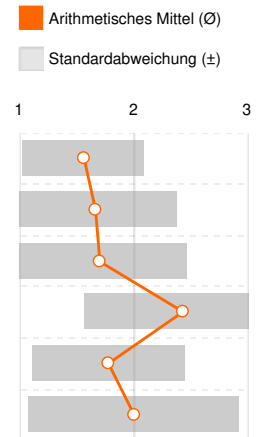 Arithmetisches Mittel (Ø)
Standardabweichung (±)
1 2 3